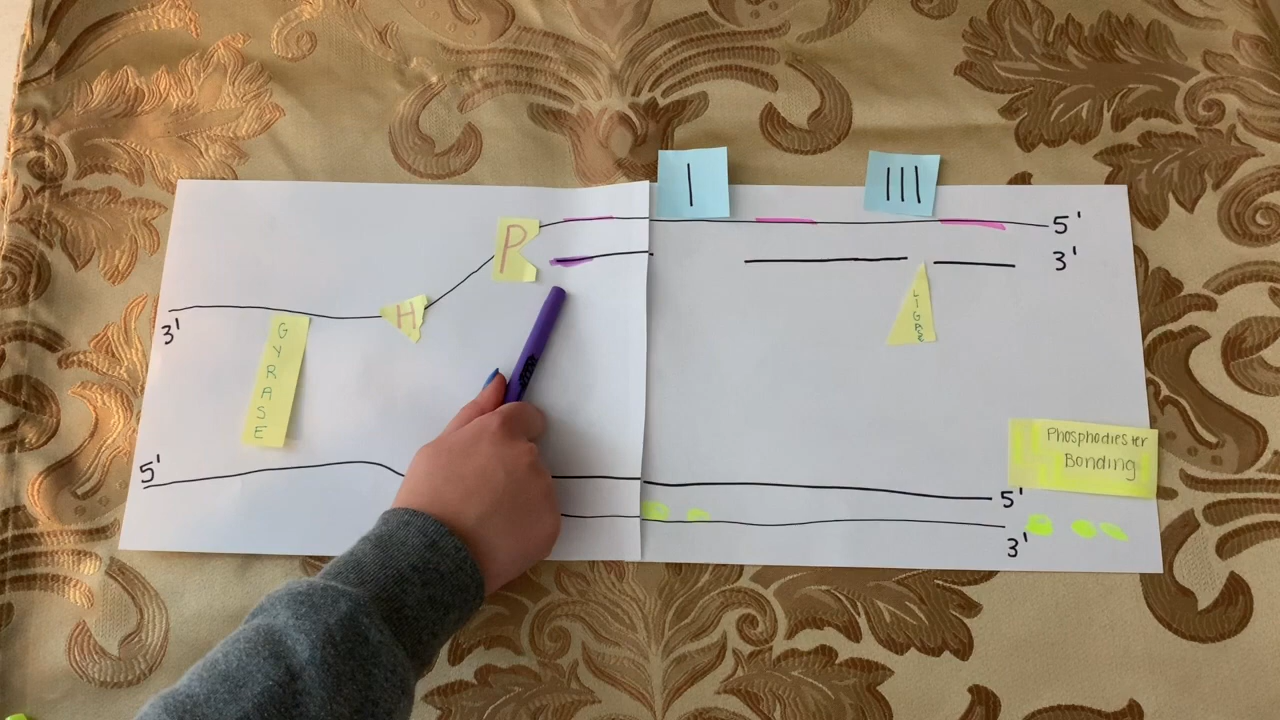 I
III
P
5'
3'
H
3'
GYRASE
LIGASE
5'
Phosphodiester
Bonding
5'
3'